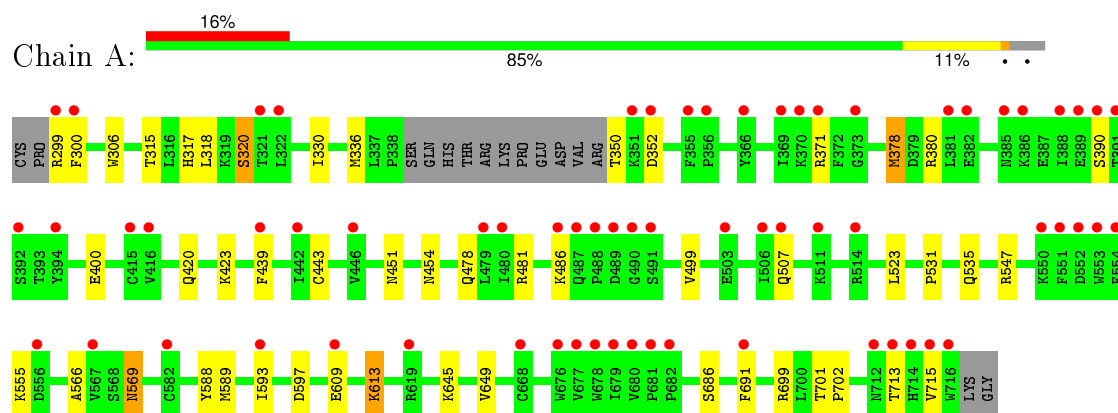 16%
Chain A:
85% 11% • •
CYS PRO R299 F300 W306 T315 L316 H317 L318 K319 S320 T321 L322 I330 M336 L337 P338 SER GLN HIS THR ARG LYS PRO GLU ASP VAL ARG T350 K351 D352 F355 P356 Y366 I369 K370 R371 F372 G373 M378 D379 R380 L381 E382 N385 K386 E387 I388 E389 S390
S392 T393 Y394 E400 C415 V416 Q420 K423 F439 I442 C443 V446 N451 N454 Q478 L479 I480 R481 K486 Q487 P488 D489 G490 S491 V499 E503 I506 Q507 K511 R514 L523 P531 Q535 R547 K550 F551 D552 W553
K555 D556 A566 V567 S568 N569 C582 Y588 M589 I593 D597 E609 K613 R619 K645 V649 C668 W676 V677 W678 I679 V680 P681 P682 S686 F691 R699 L700 T701 P702 N712 T713 H714 V715 W716 LYS GLY